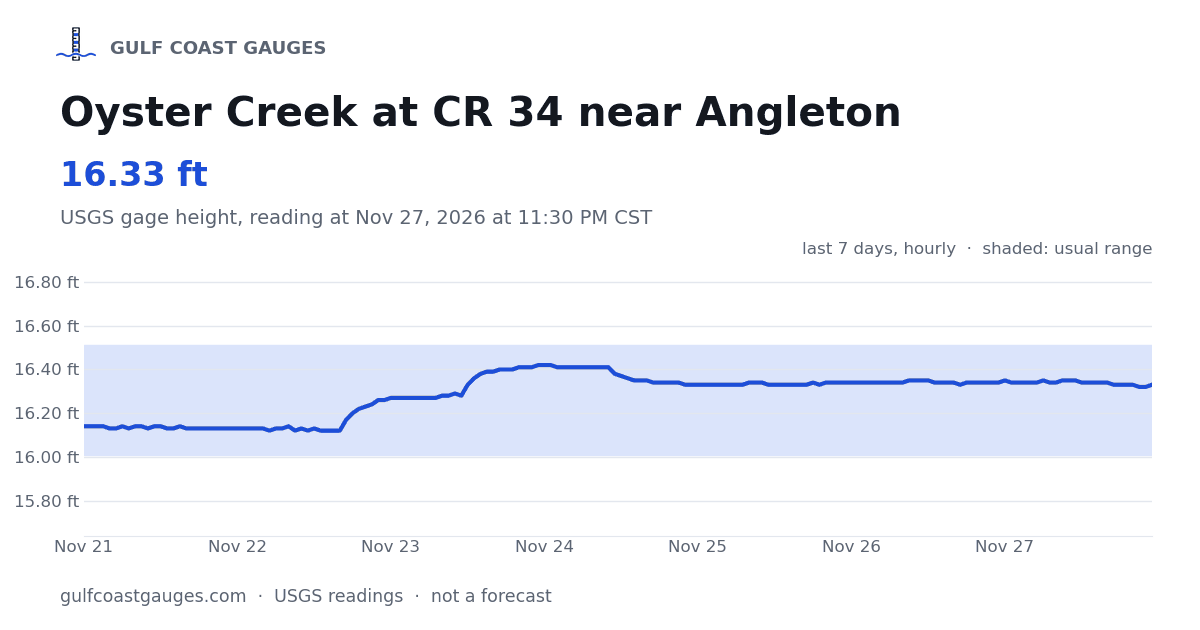 GULF COAST GAUGES
Oyster Creek at CR 34 near Angleton
16.33 ft
USGS gage height, reading at Nov 27, 2026 at 11:30 PM CST
last 7 days, hourly · shaded: usual range
16.80 ft
16.60 ft
16.40 ft
16.20 ft
16.00 ft
15.80 ft
Nov 21 Nov 22 Nov 23 Nov 24 Nov 25 Nov 26 Nov 27
gulfcoastgauges.com · USGS readings · not a forecast